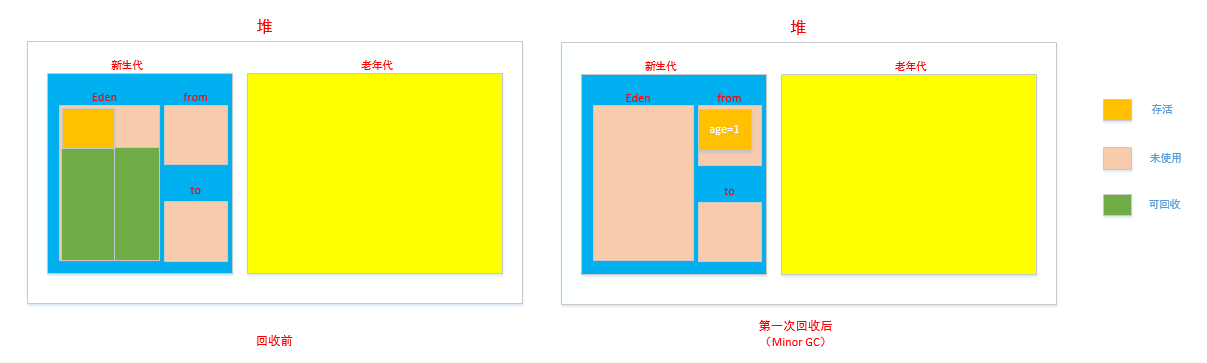 堆
新生代
老年代
Eden
from
to
回收前
堆
新生代
老年代
Eden
from
age=1
to
第一次回收后
（Minor GC）
存活
未使用
可回收